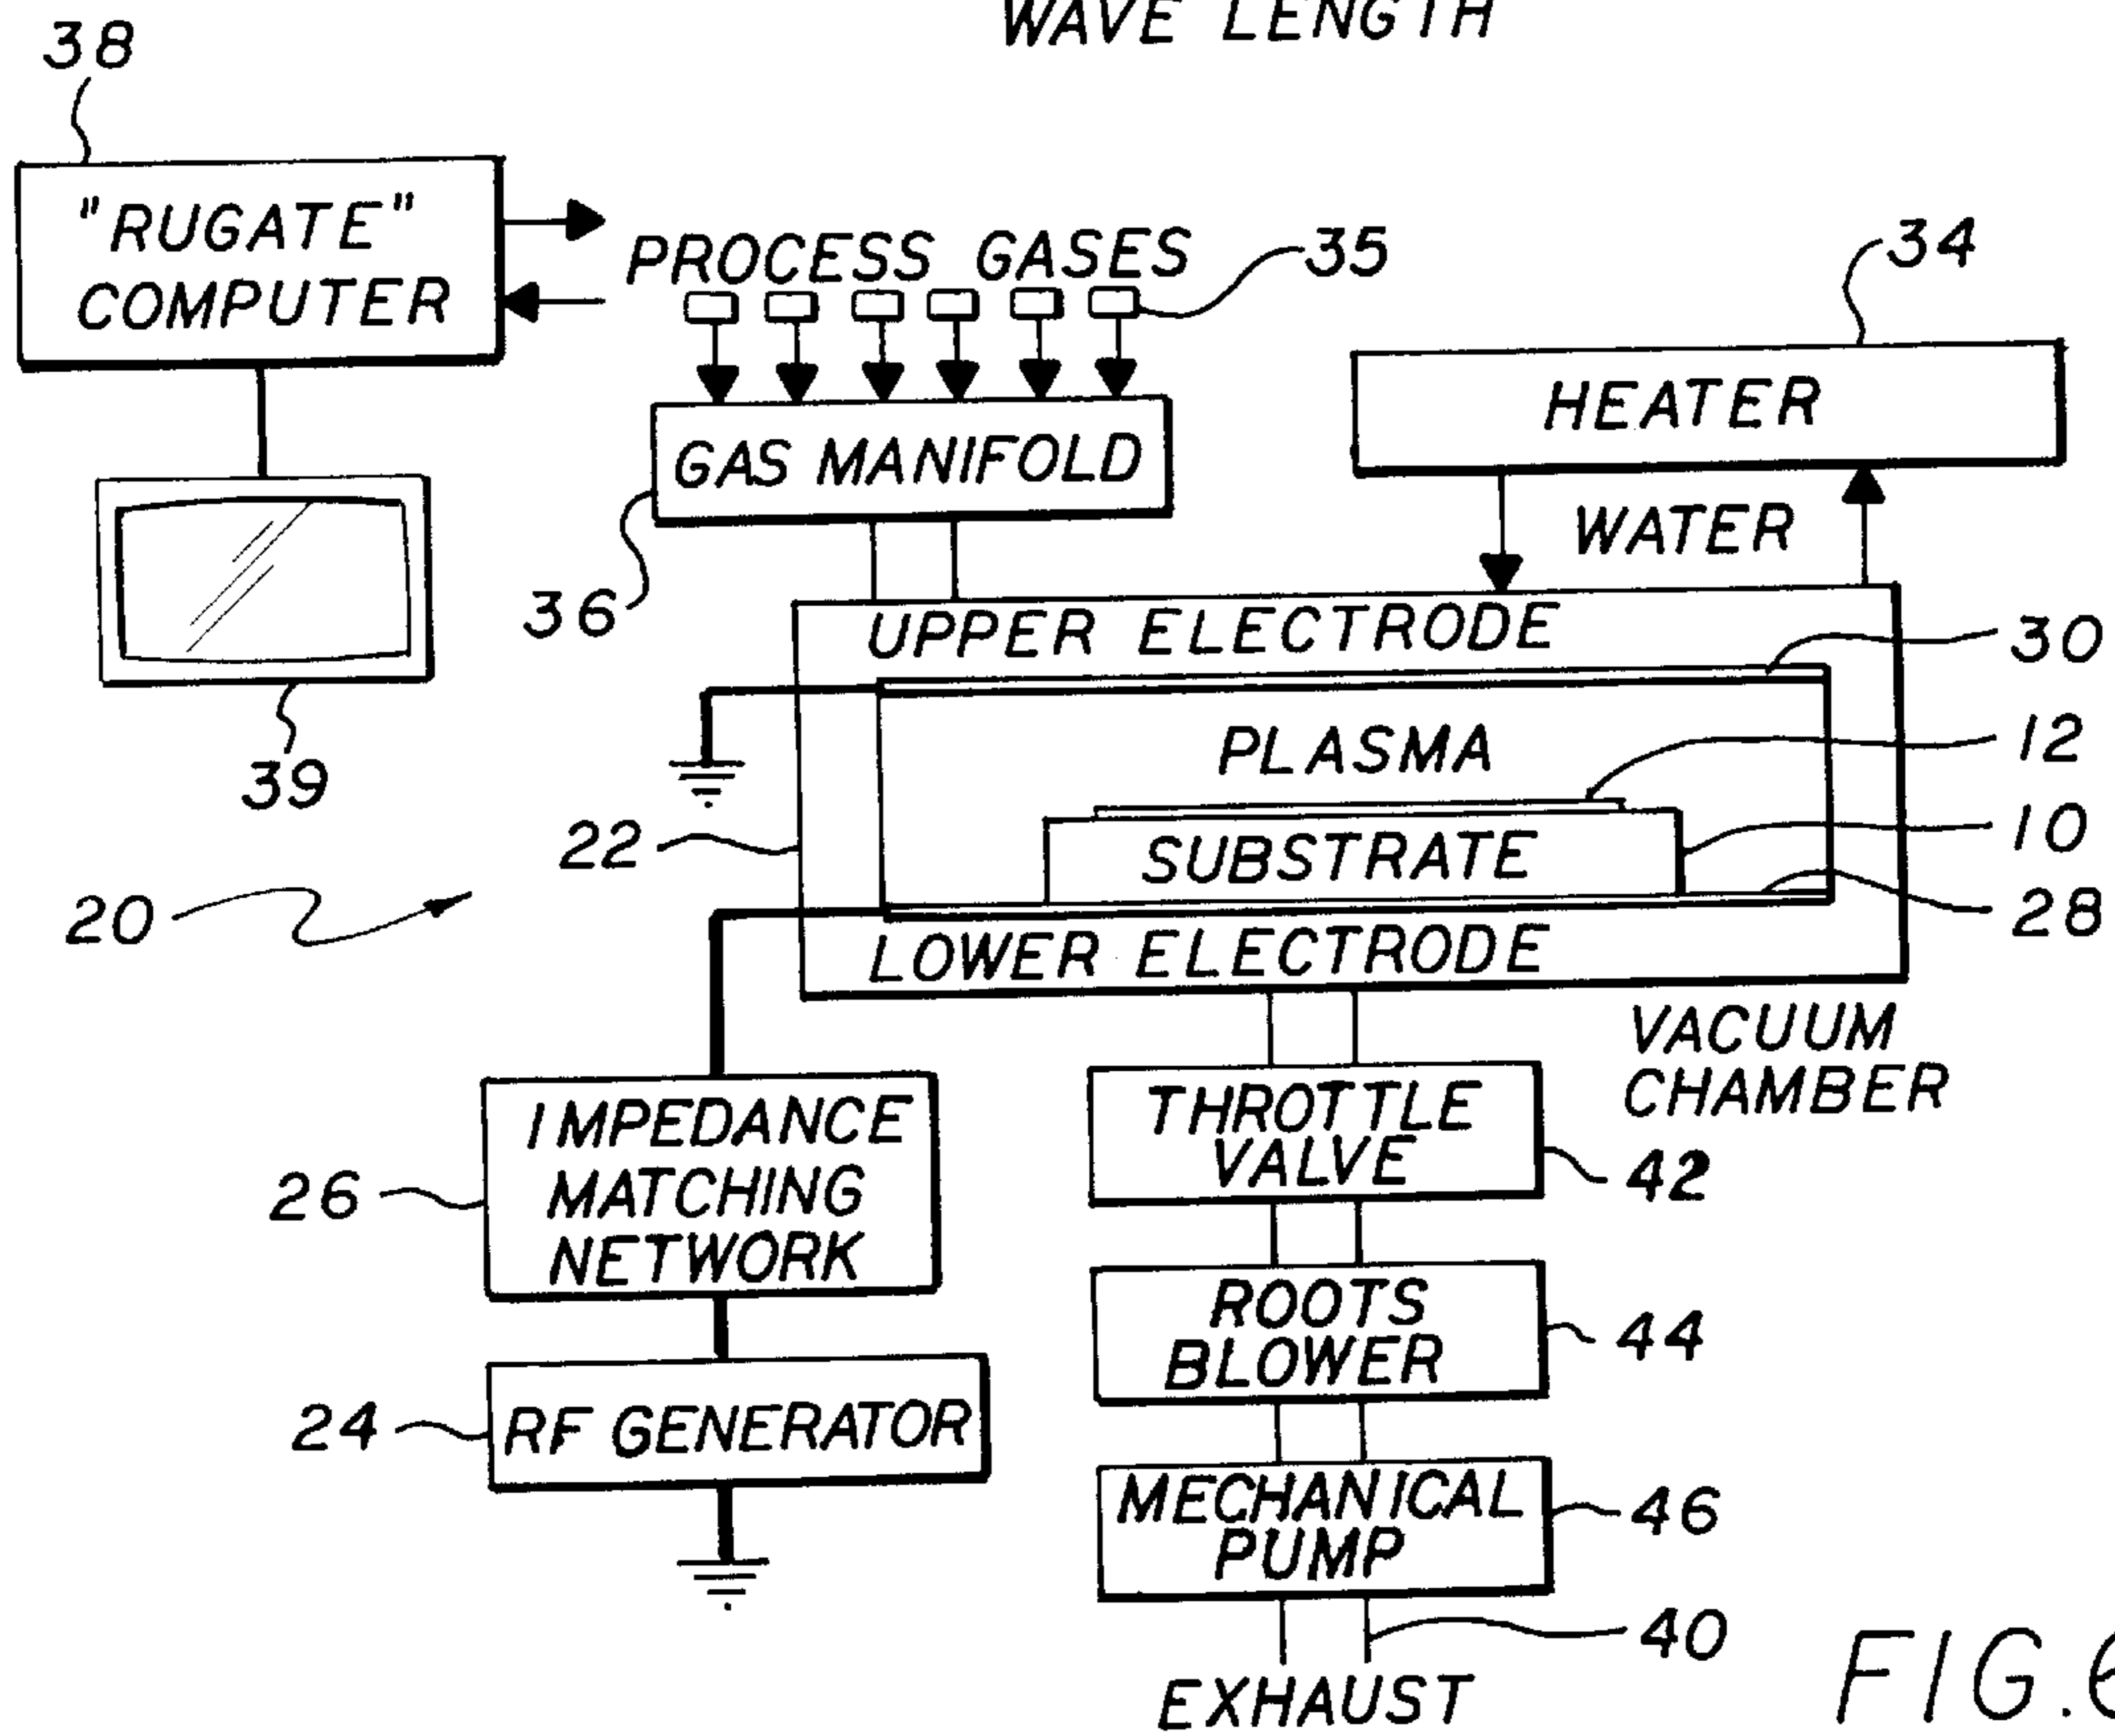 WAVE LENGTH
38
"RUGATE"
COMPUTER
PROCESS GASES
35
34
HEATER
GAS MANIFOLD
WATER
36
UPPER ELECTRODE
30
39
PLASMA
12
22
SUBSTRATE
10
20
28
LOWER ELECTRODE
VACUUM
CHAMBER
IMPEDANCE
MATCHING
NETWORK
26
THROTTLE
VALVE
42
ROOTS
BLOWER
44
24
RF GENERATOR
MECHANICAL
PUMP
46
40
EXHAUST
FIG.6